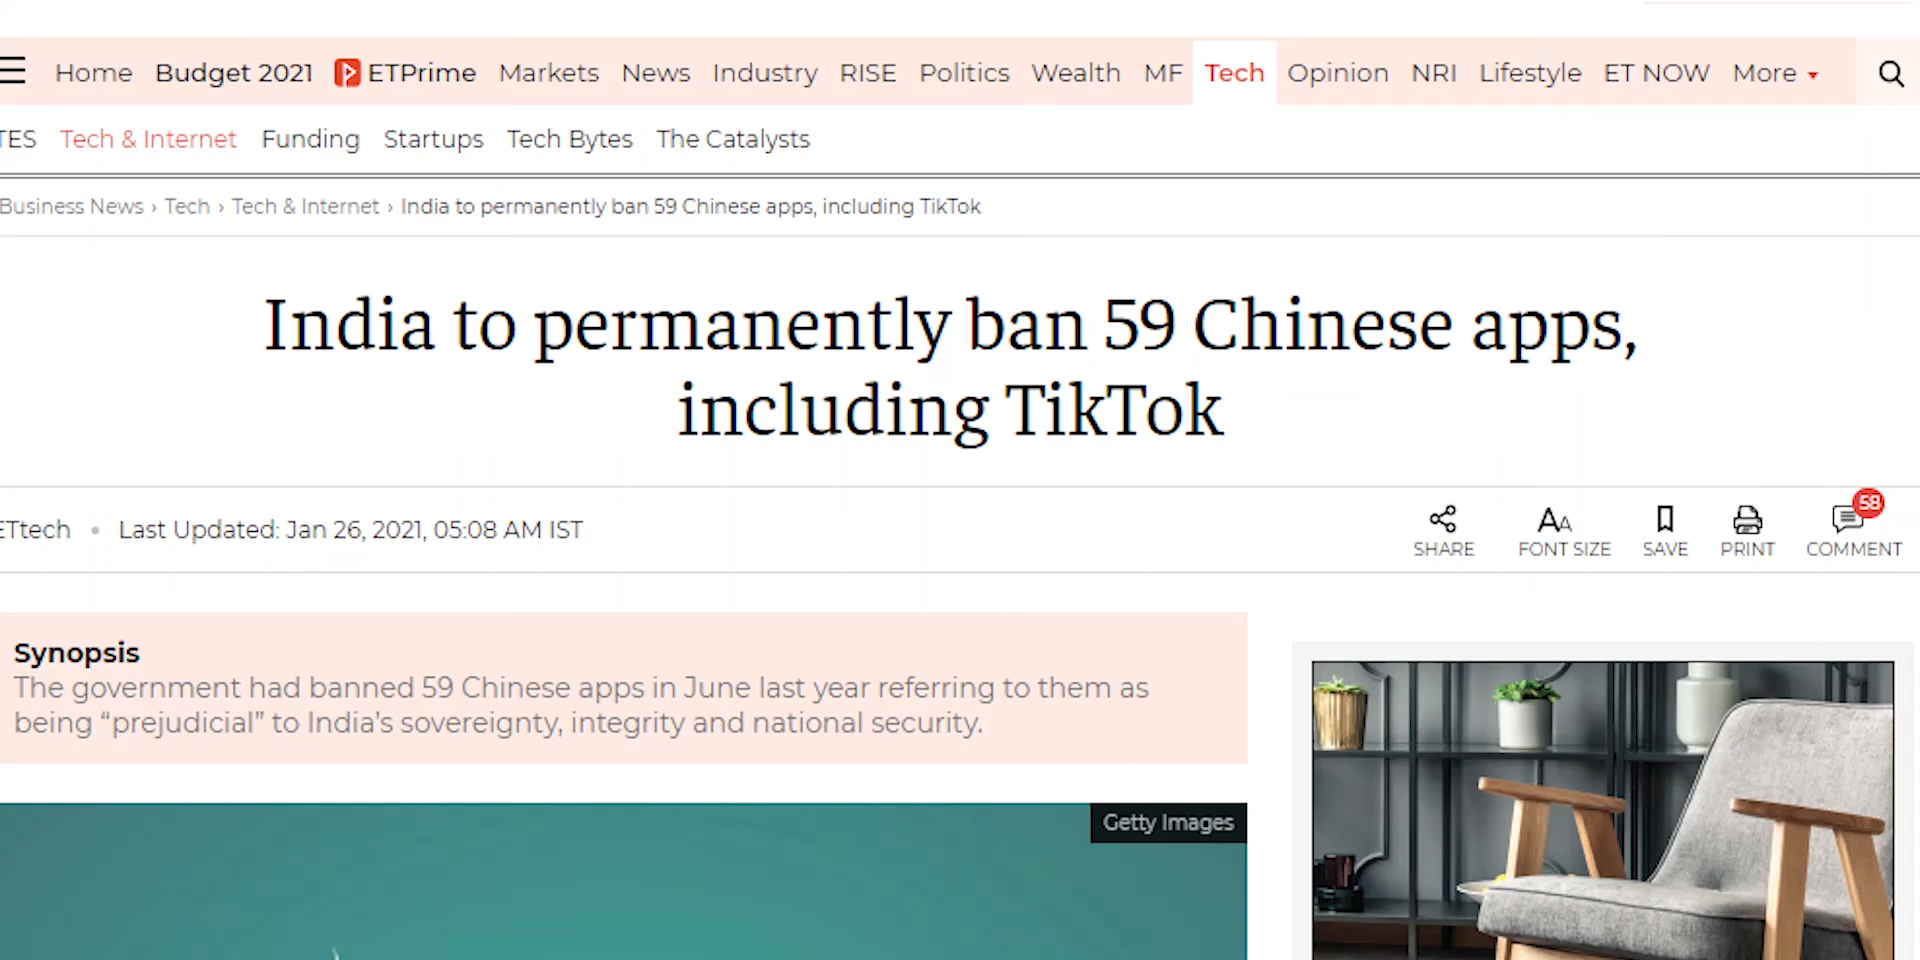 Home Budget 2021 ETPrime Markets News Industry RISE Politics Wealth MF Tech Opinion NRI Lifestyle ET NOW More
TES Tech & Internet Funding Startups Tech Bytes The Catalysts
Business News › Tech › Tech & Internet › India to permanently ban 59 Chinese apps, including TikTok
India to permanently ban 59 Chinese apps,
including TikTok
58
ETtech • Last Updated: Jan 26, 2021, 05:08 AM IST
SHARE FONT SIZE SAVE PRINT COMMENT
Synopsis
The government had banned 59 Chinese apps in June last year referring to them as
being “prejudicial” to India's sovereignty, integrity and national security.
Getty Images